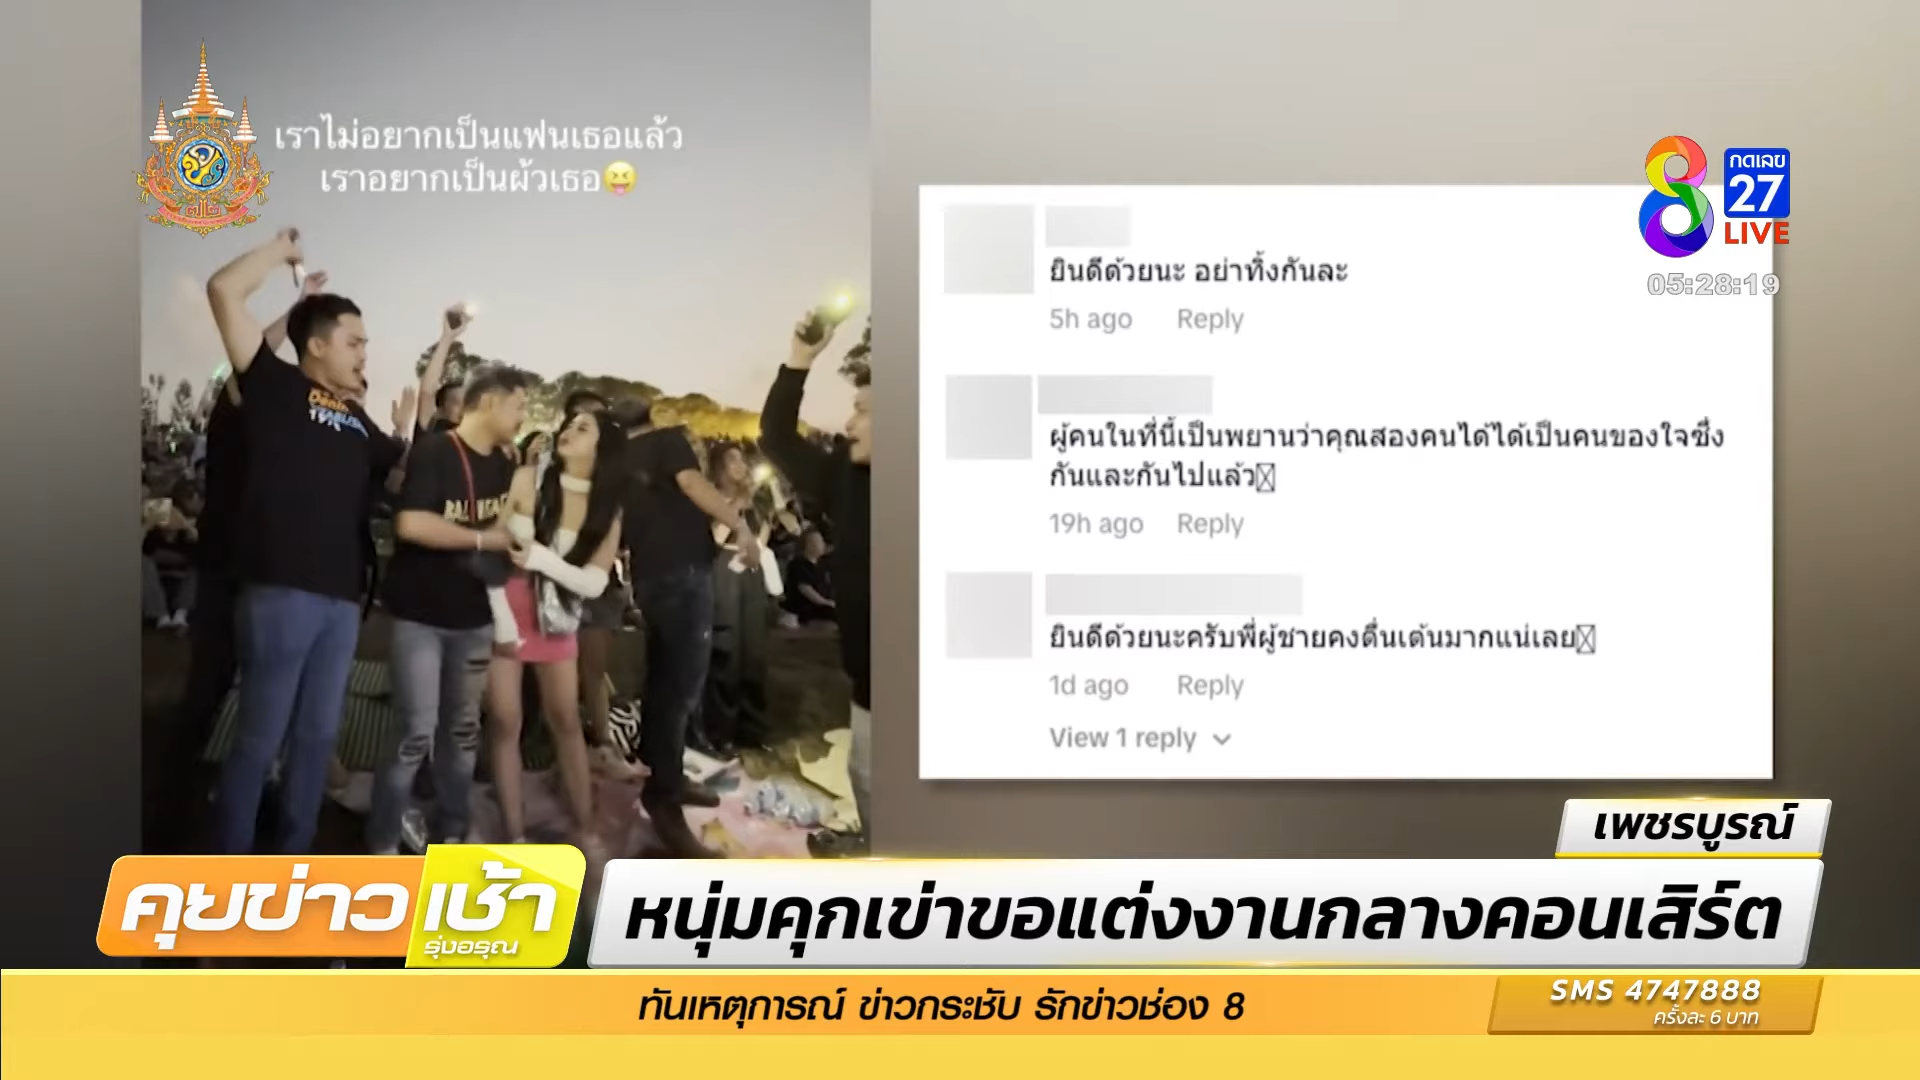 เราไม่อยากเป็นแฟนเธอแล้ว
เราอยากเป็นผ้วเธอ😝
กดเลข
27
LIVE
05:28:19
ยินดีด้วยนะ อย่าทิ้งกันละ
5h ago Reply
ผู้คนในที่นี้เป็นพยานว่าคุณสองคนได้ได้เป็นคนของใจซึ่ง
กันและกันไปแล้ว
19h ago Reply
ยินดีด้วยนะครับพี่ผู้ชายคงตื่นเต้นมากแน่เลย
1d ago Reply
View 1 reply
เพชรบูรณ์
คุยข่าวเช้า
รุ่งอรุณ
หนุ่มคุกเข่าขอแต่งงานกลางคอนเสิร์ต
ทันเหตุการณ์ ข่าวกระชับ รักข่าวช่อง 8
SMS 4747888
ครั้งละ 6 บาท